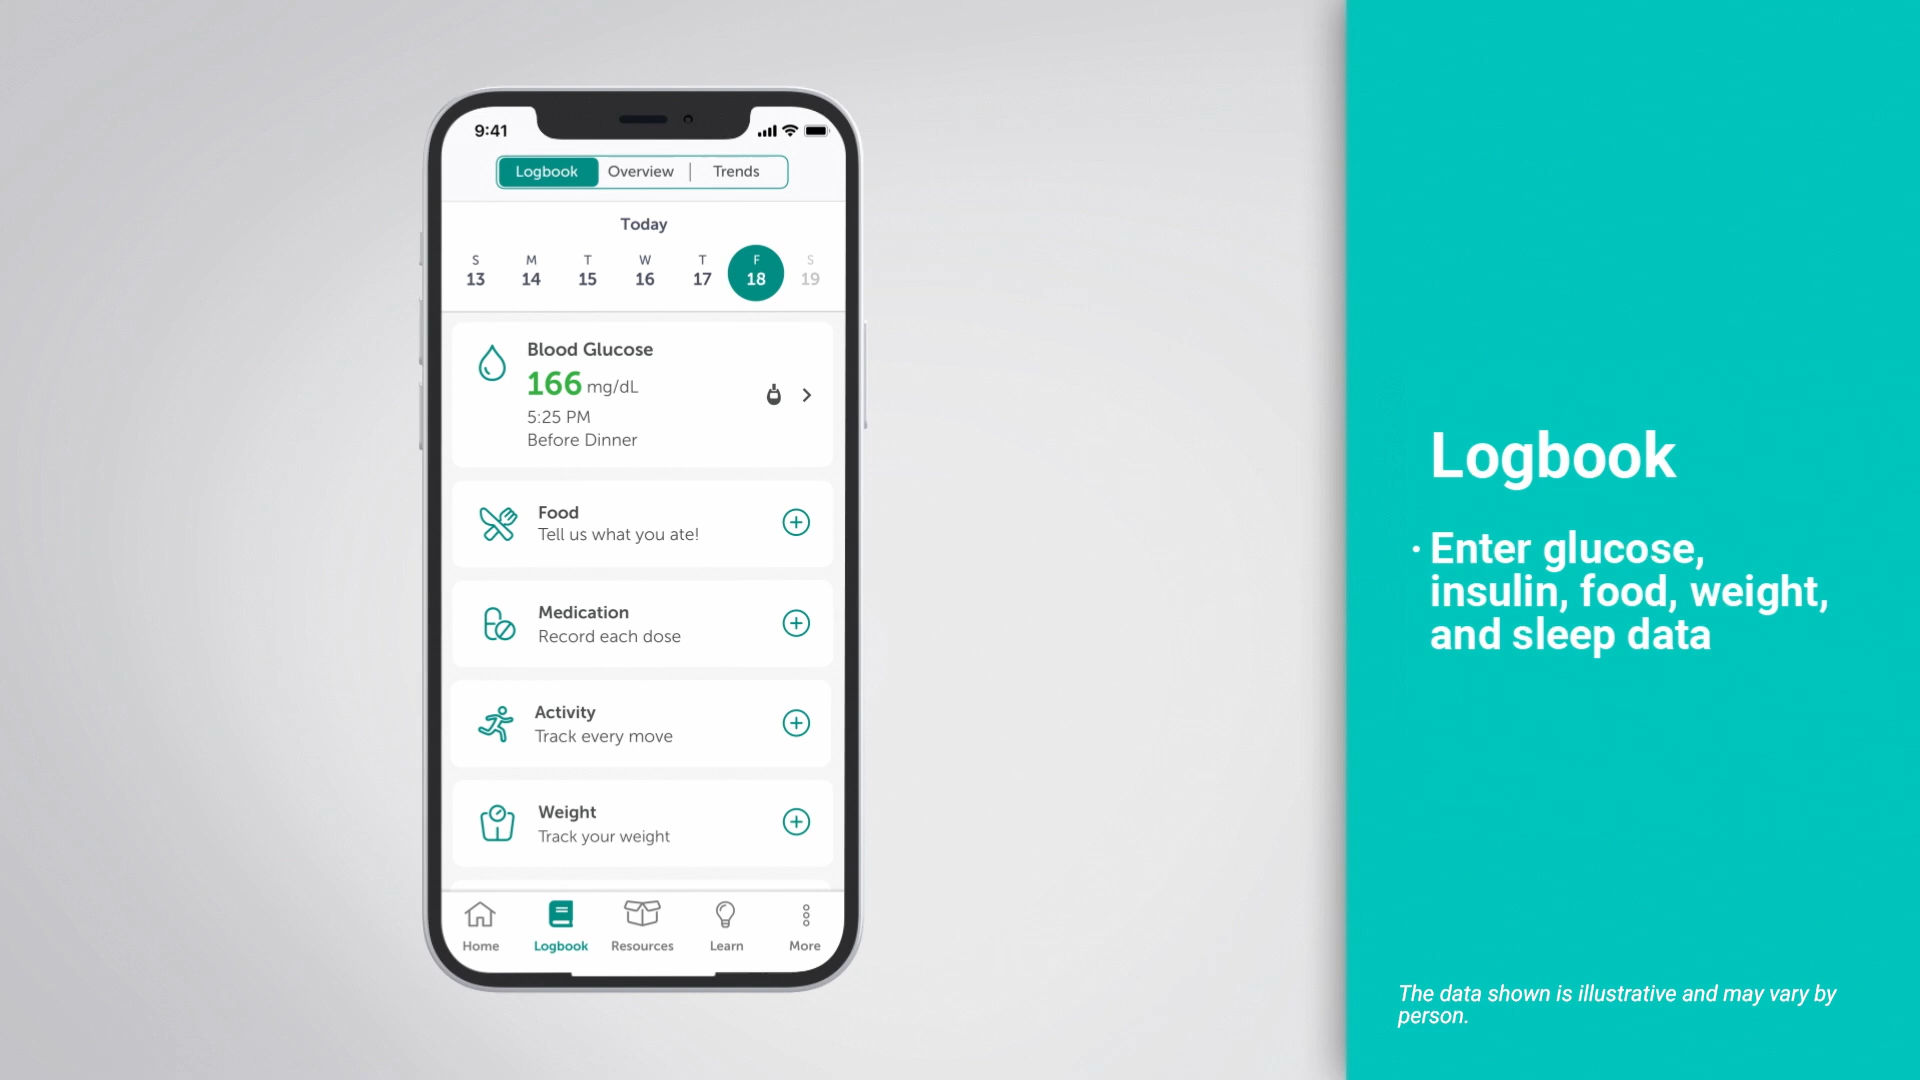 9:41
Logbook Overview | Trends
Today
S M T W T F S
13 14 15 16 17 18 19
Blood Glucose
166 mg/dL
5:25 PM
Before Dinner
Food
Tell us what you ate!
Medication
Record each dose
Activity
Track every move
Weight
Track your weight
Home Logbook Resources Learn More
Logbook
· Enter glucose,
insulin, food, weight,
and sleep data
The data shown is illustrative and may vary by
person.